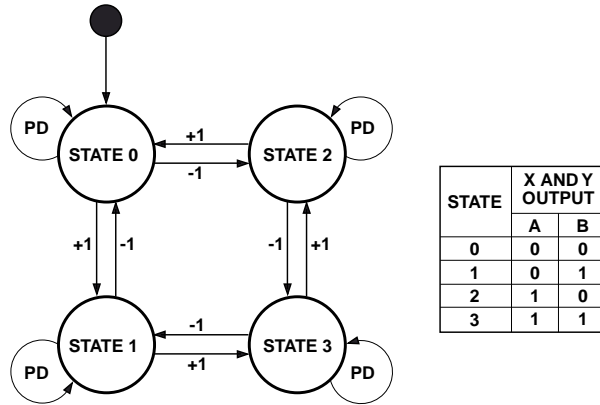 PD
STATE 0
+1
-1
STATE 2
PD
+1
-1
-1
+1
STATE 1
PD
-1
+1
STATE 3
PD
STATE
X AND Y
OUTPUT
A B
0 0 0
1 0 1
2 1 0
3 1 1